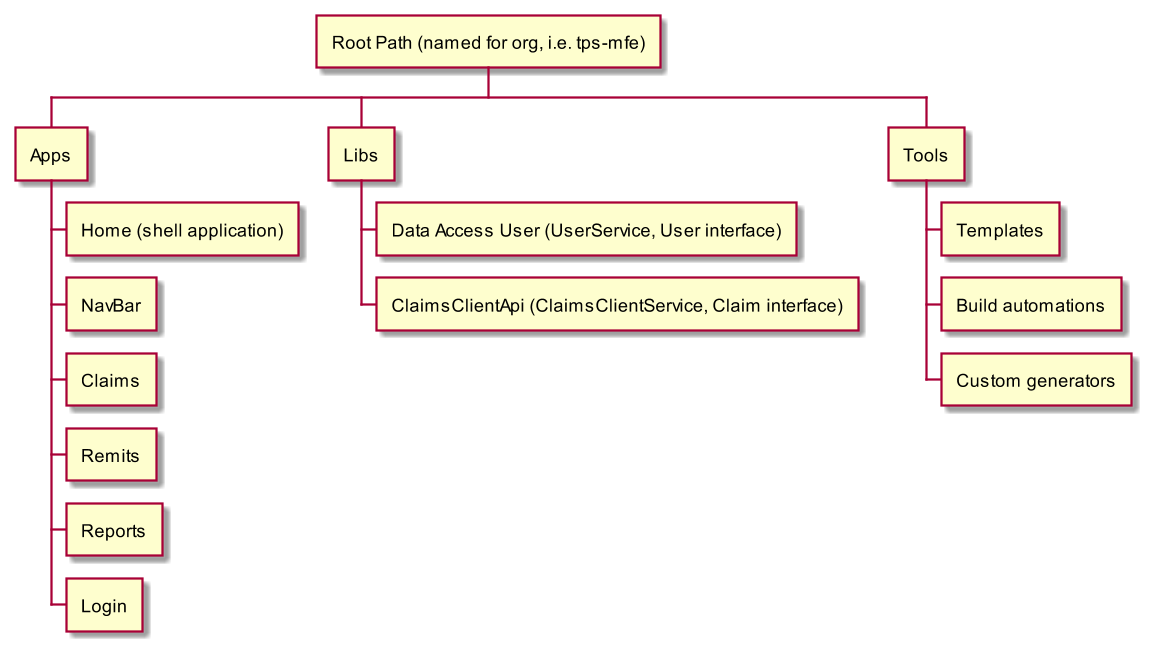 Root Path (named for org, i.e. tps-mfe)
Apps
Home (shell application)
NavBar
Claims
Remits
Reports
Login
Libs
Data Access User (UserService, User interface)
ClaimsClientApi (ClaimsClientService, Claim interface)
Tools
Templates
Build automations
Custom generators